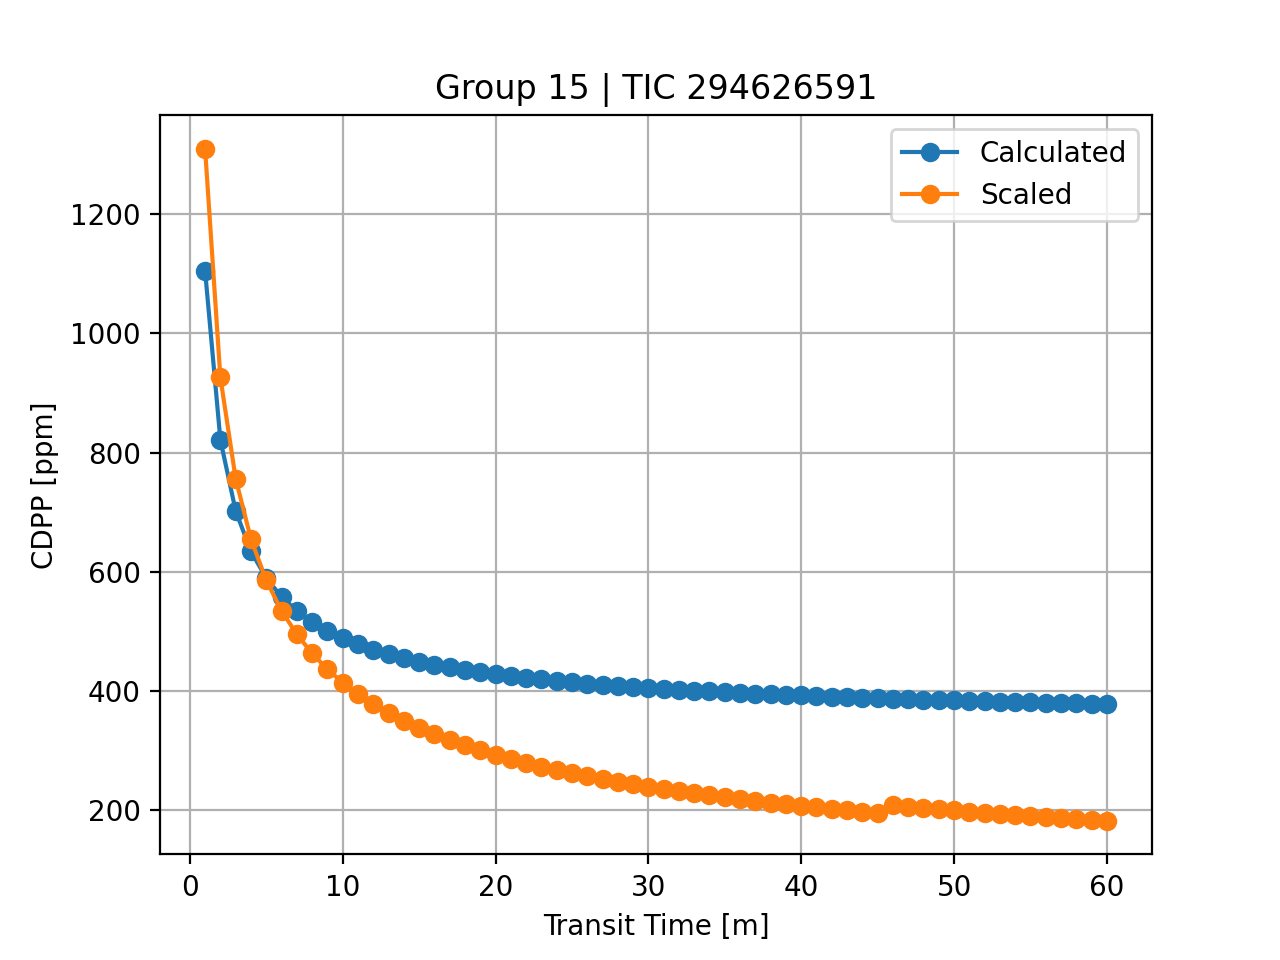 Group 15 | TIC 294626591
Calculated
Scaled
CDPP [ppm]
1200
1000
800
600
400
200
0 10 20 30 40 50 60
Transit Time [m]